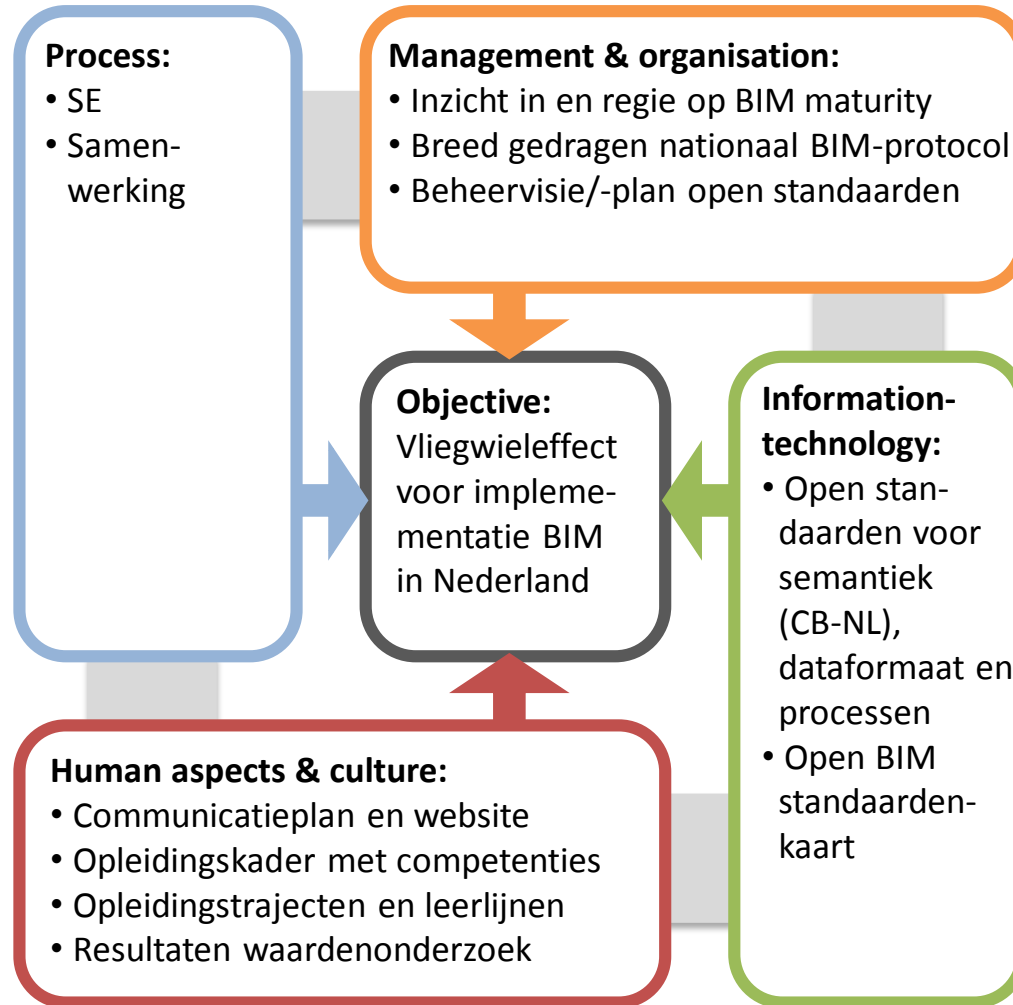 Process:
• SE
• Samen-
werking
Management & organisation:
• Inzicht in en regie op BIM maturity
• Breed gedragen nationaal BIM-protocol
• Beheervisie/-plan open standaarden
Objective:
Vliegwieleffect
voor impleme-
mentatie BIM
in Nederland
Information-
technology:
• Open stan-
daarden voor
semantiek
(CB-NL),
dataformaat en
processen
• Open BIM
standaarden-
kaart
Human aspects & culture:
• Communicatieplan en website
• Opleidingskader met competenties
• Opleidingstrajecten en leerlijnen
• Resultaten waardenonderzoek